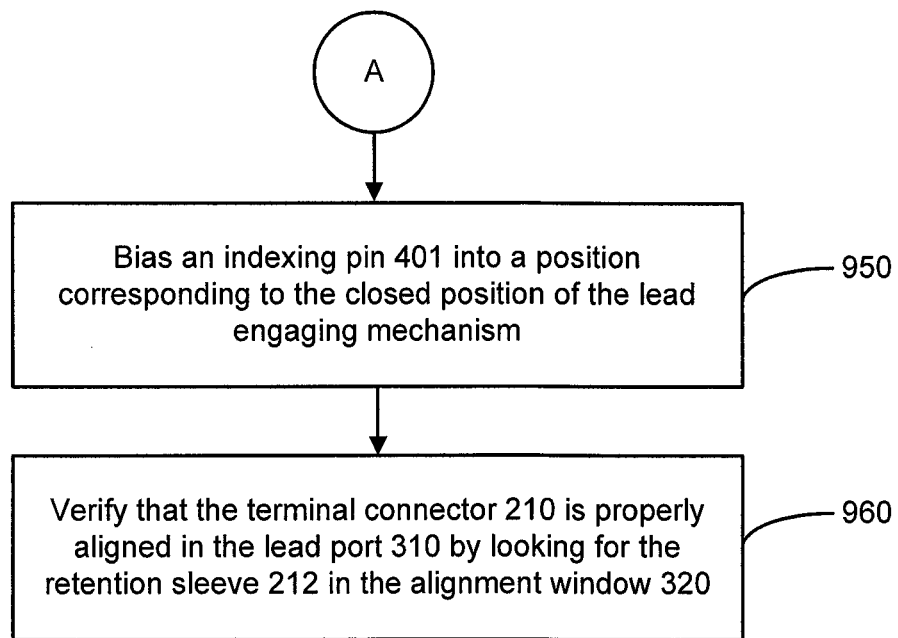 A
Bias an indexing pin 401 into a position
corresponding to the closed position of the lead
engaging mechanism
950
Verify that the terminal connector 210 is properly
aligned in the lead port 310 by looking for the
retention sleeve 212 in the alignment window 320
960